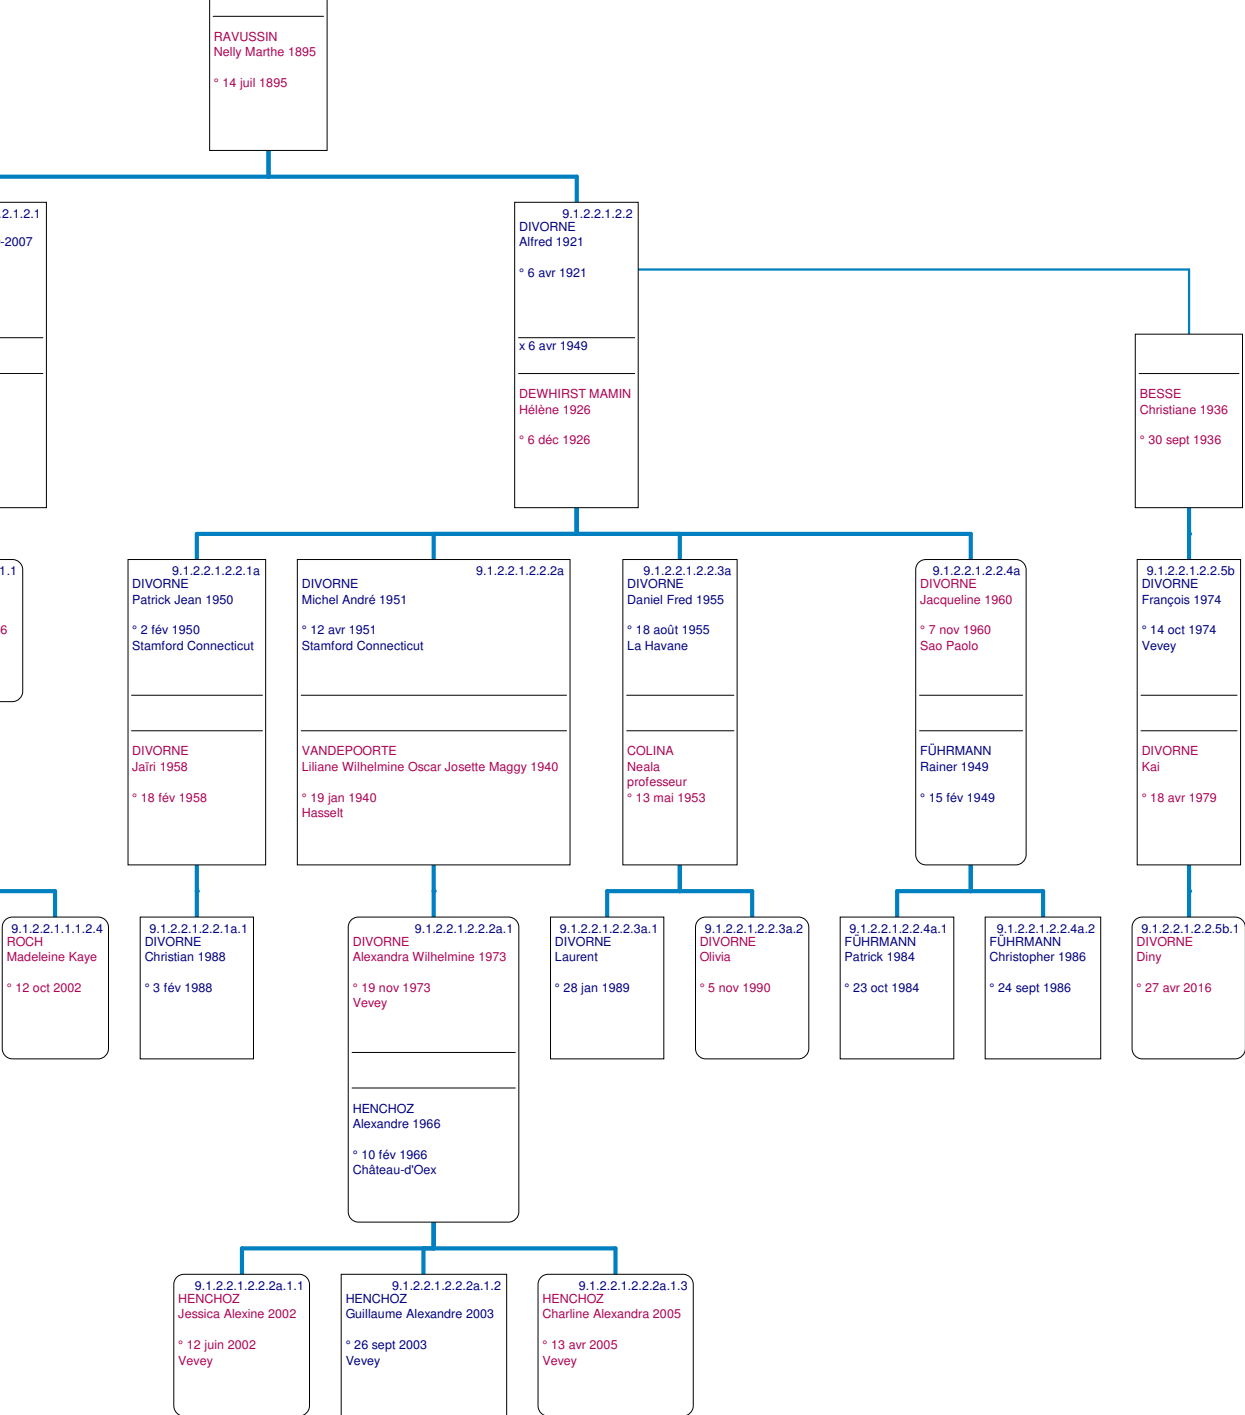 RAVUSSIN
Nelly Marthe 1895
° 14 juil 1895
.2.1.2.1
-2007
9.1.2.2.1.2.2
DIVORNE
Alfred 1921
° 6 avr 1921
x 6 avr 1949
DEWHIRST MAMIN
Hélène 1926
° 6 déc 1926
BESSE
Christiane 1936
° 30 sept 1936
1.1
6
9.1.2.2.1.2.2.1a
DIVORNE
Patrick Jean 1950
° 2 fév 1950
Stamford Connecticut
DIVORNE
Jaïri 1958
° 18 fév 1958
9.1.2.2.1.2.2.2a
DIVORNE
Michel André 1951
° 12 avr 1951
Stamford Connecticut
VANDEPOORTE
Liliane Wilhelmine Oscar Josette Maggy 1940
° 19 jan 1940
Hasselt
9.1.2.2.1.2.2.3a
DIVORNE
Daniel Fred 1955
° 18 août 1955
La Havane
COLINA
Neala
professeur
° 13 mai 1953
9.1.2.2.1.2.2.4a
DIVORNE
Jacqueline 1960
° 7 nov 1960
Sao Paolo
FÜHRMANN
Rainer 1949
° 15 fév 1949
9.1.2.2.1.2.2.5b
DIVORNE
François 1974
° 14 oct 1974
Vevey
DIVORNE
Kai
° 18 avr 1979
9.1.2.2.1.1.1.2.4
ROCH
Madeleine Kaye
° 12 oct 2002
9.1.2.2.1.2.2.1a.1
DIVORNE
Christian 1988
° 3 fév 1988
9.1.2.2.1.2.2.2a.1
DIVORNE
Alexandra Wilhelmine 1973
° 19 nov 1973
Vevey
HENCHOZ
Alexandre 1966
° 10 fév 1966
Château-d'Oex
9.1.2.2.1.2.2.3a.1
DIVORNE
Laurent
° 28 jan 1989
9.1.2.2.1.2.2.3a.2
DIVORNE
Olivia
° 5 nov 1990
9.1.2.2.1.2.2.4a.1
FÜHRMANN
Patrick 1984
° 23 oct 1984
9.1.2.2.1.2.2.4a.2
FÜHRMANN
Christopher 1986
° 24 sept 1986
9.1.2.2.1.2.2.5b.1
DIVORNE
Diny
° 27 avr 2016
9.1.2.2.1.2.2.2a.1.1
HENCHOZ
Jessica Alexine 2002
° 12 juin 2002
Vevey
9.1.2.2.1.2.2.2a.1.2
HENCHOZ
Guillaume Alexandre 2003
° 26 sept 2003
Vevey
9.1.2.2.1.2.2.2a.1.3
HENCHOZ
Charline Alexandra 2005
° 13 avr 2005
Vevey